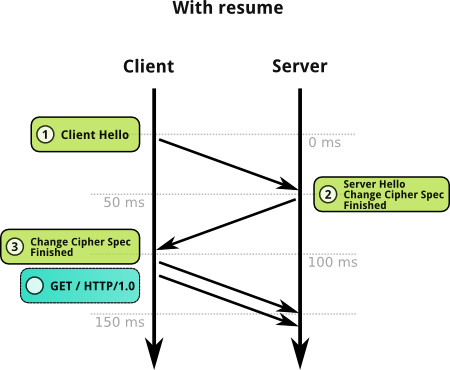 With resume
Client
Server
1 Client Hello
0 ms
Server Hello
2 Change Cipher Spec
Finished
50 ms
3 Change Cipher Spec
Finished
100 ms
GET / HTTP/1.0
150 ms